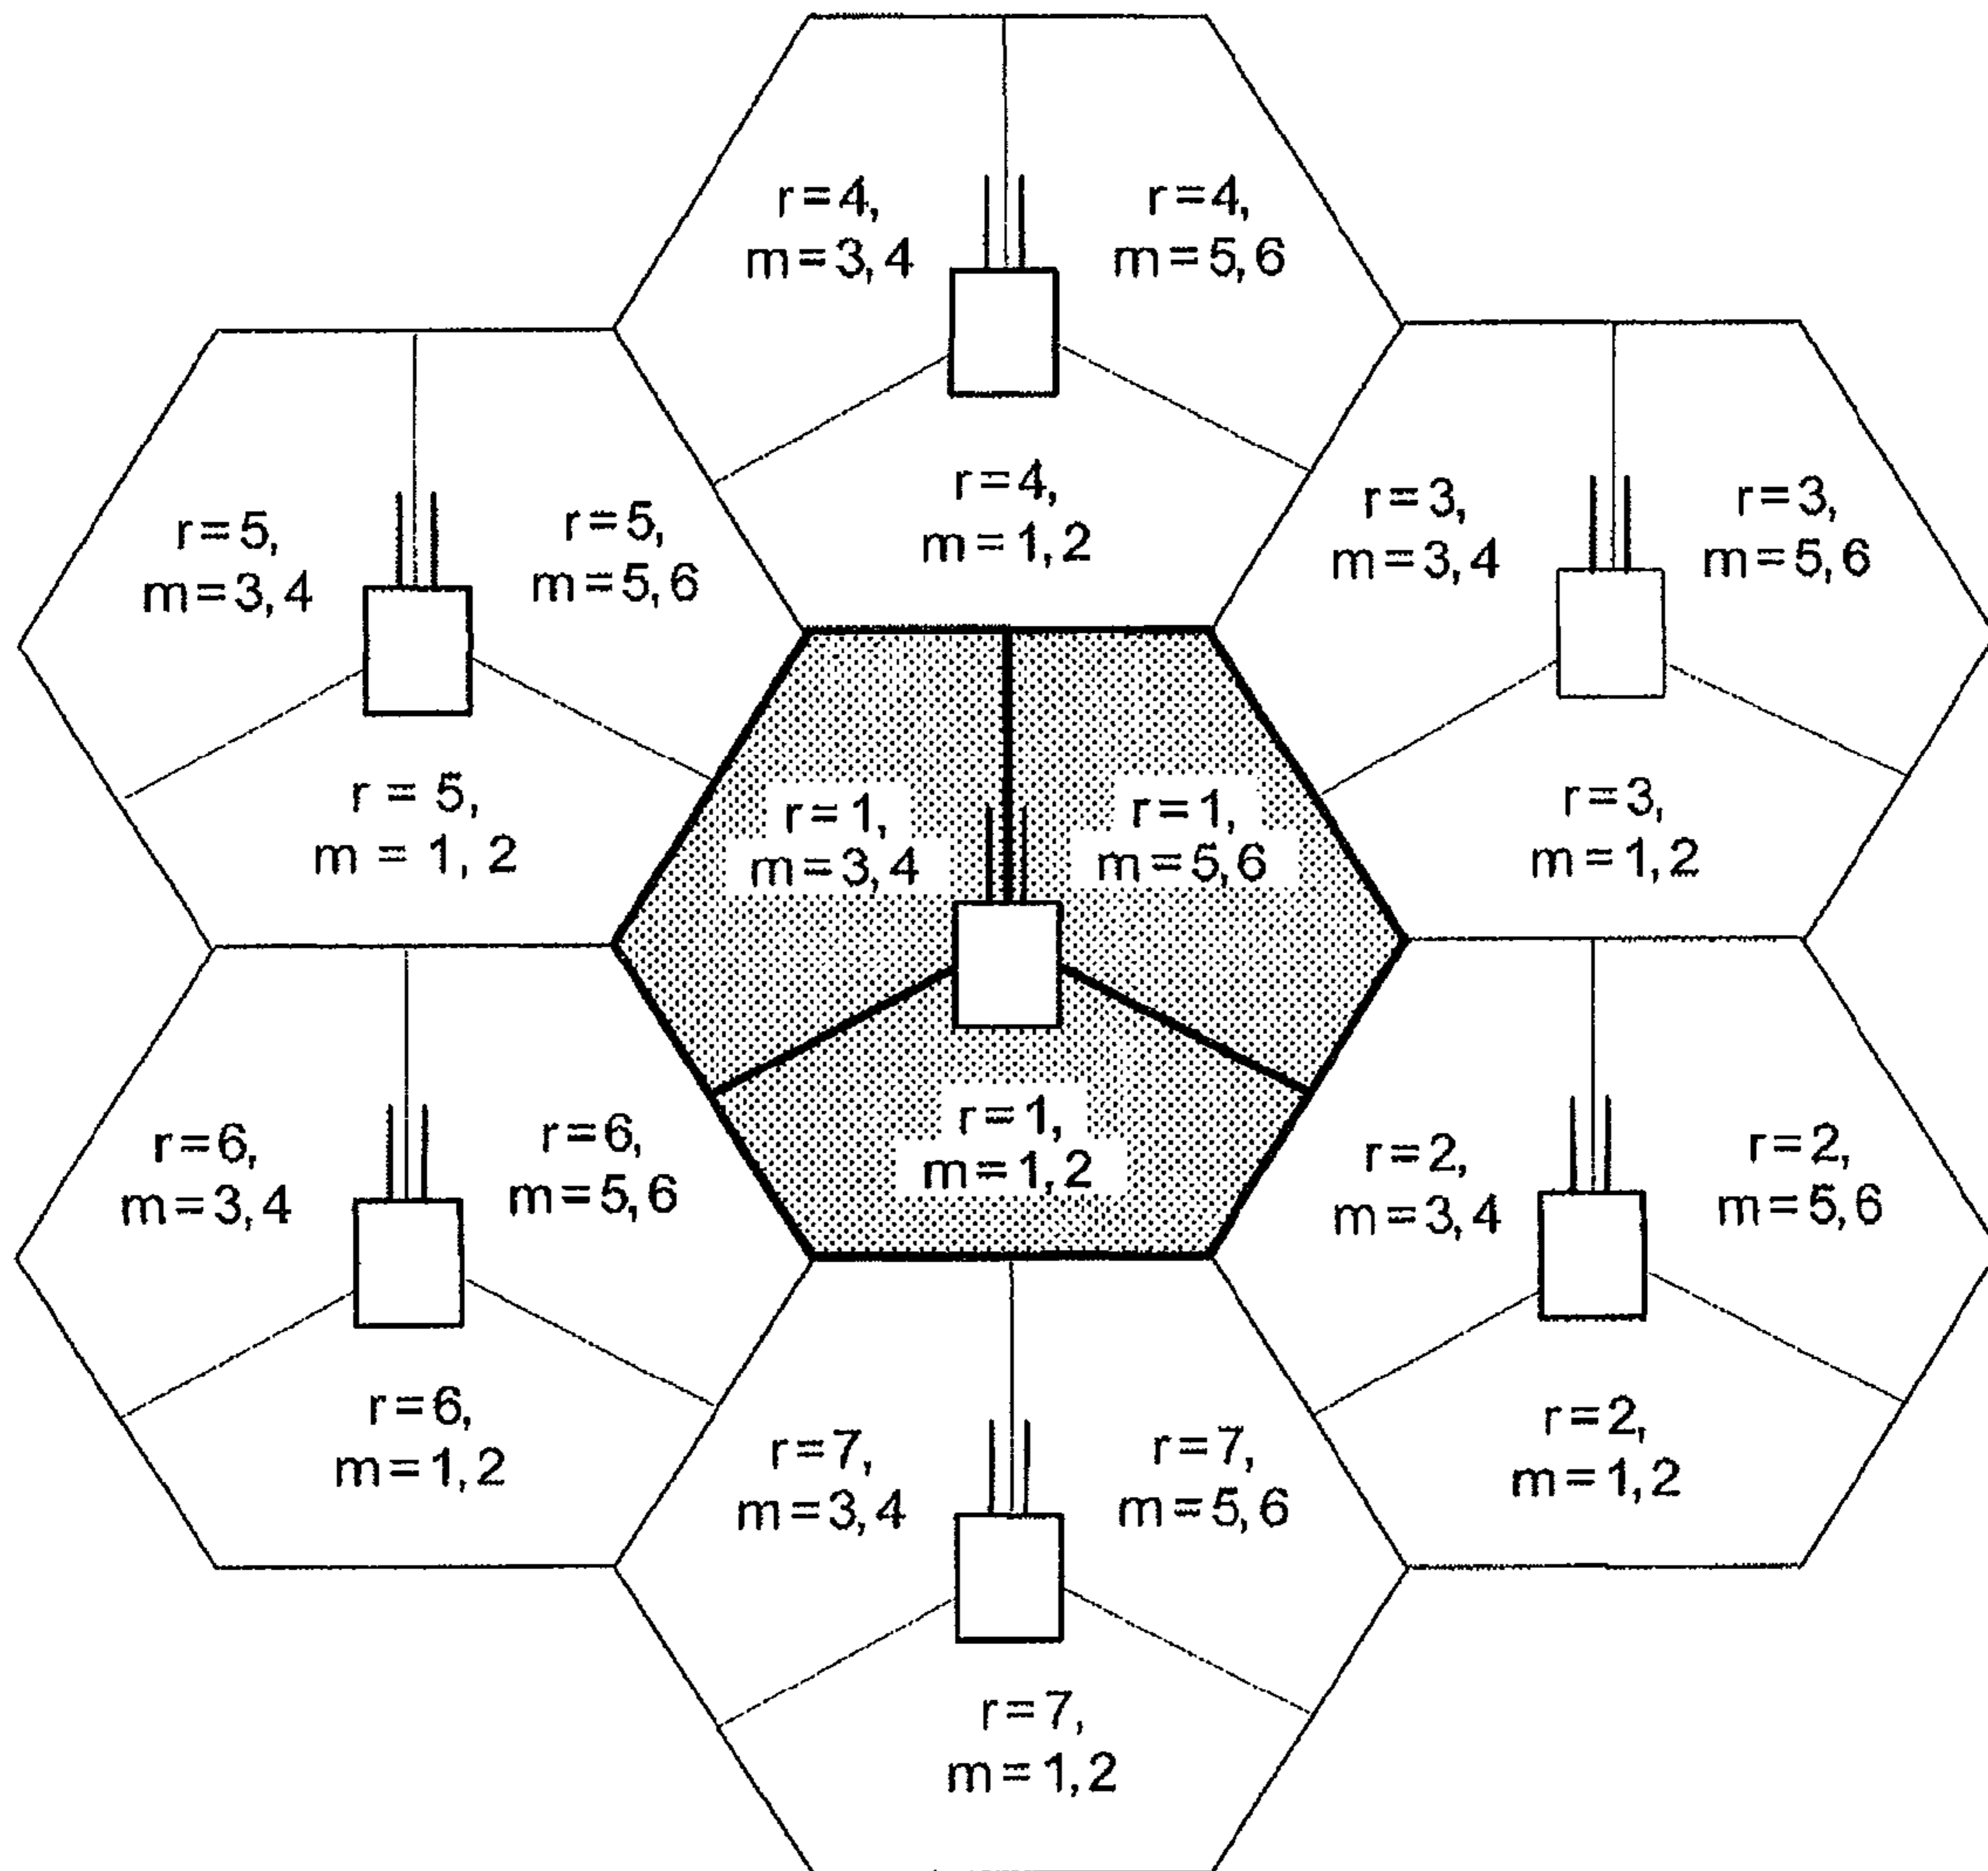 r=4,
m=3,4
r=4,
m=5,6
r=4,
m=1,2
r=5,
m=3,4
r=5,
m=5,6
r = 5,
m = 1, 2
r=3,
m=3,4
r=3,
m=5,6
r=3,
m=1,2
r=1,
m=3,4
r=1,
m=5,6
r=1,
m=1,2
r=6,
m=3,4
r=6,
m=5,6
r=6,
m=1,2
r=2,
m=3,4
r=2,
m=5,6
r=2,
m=1,2
r=7,
m=3,4
r=7,
m=5,6
r=7,
m=1,2